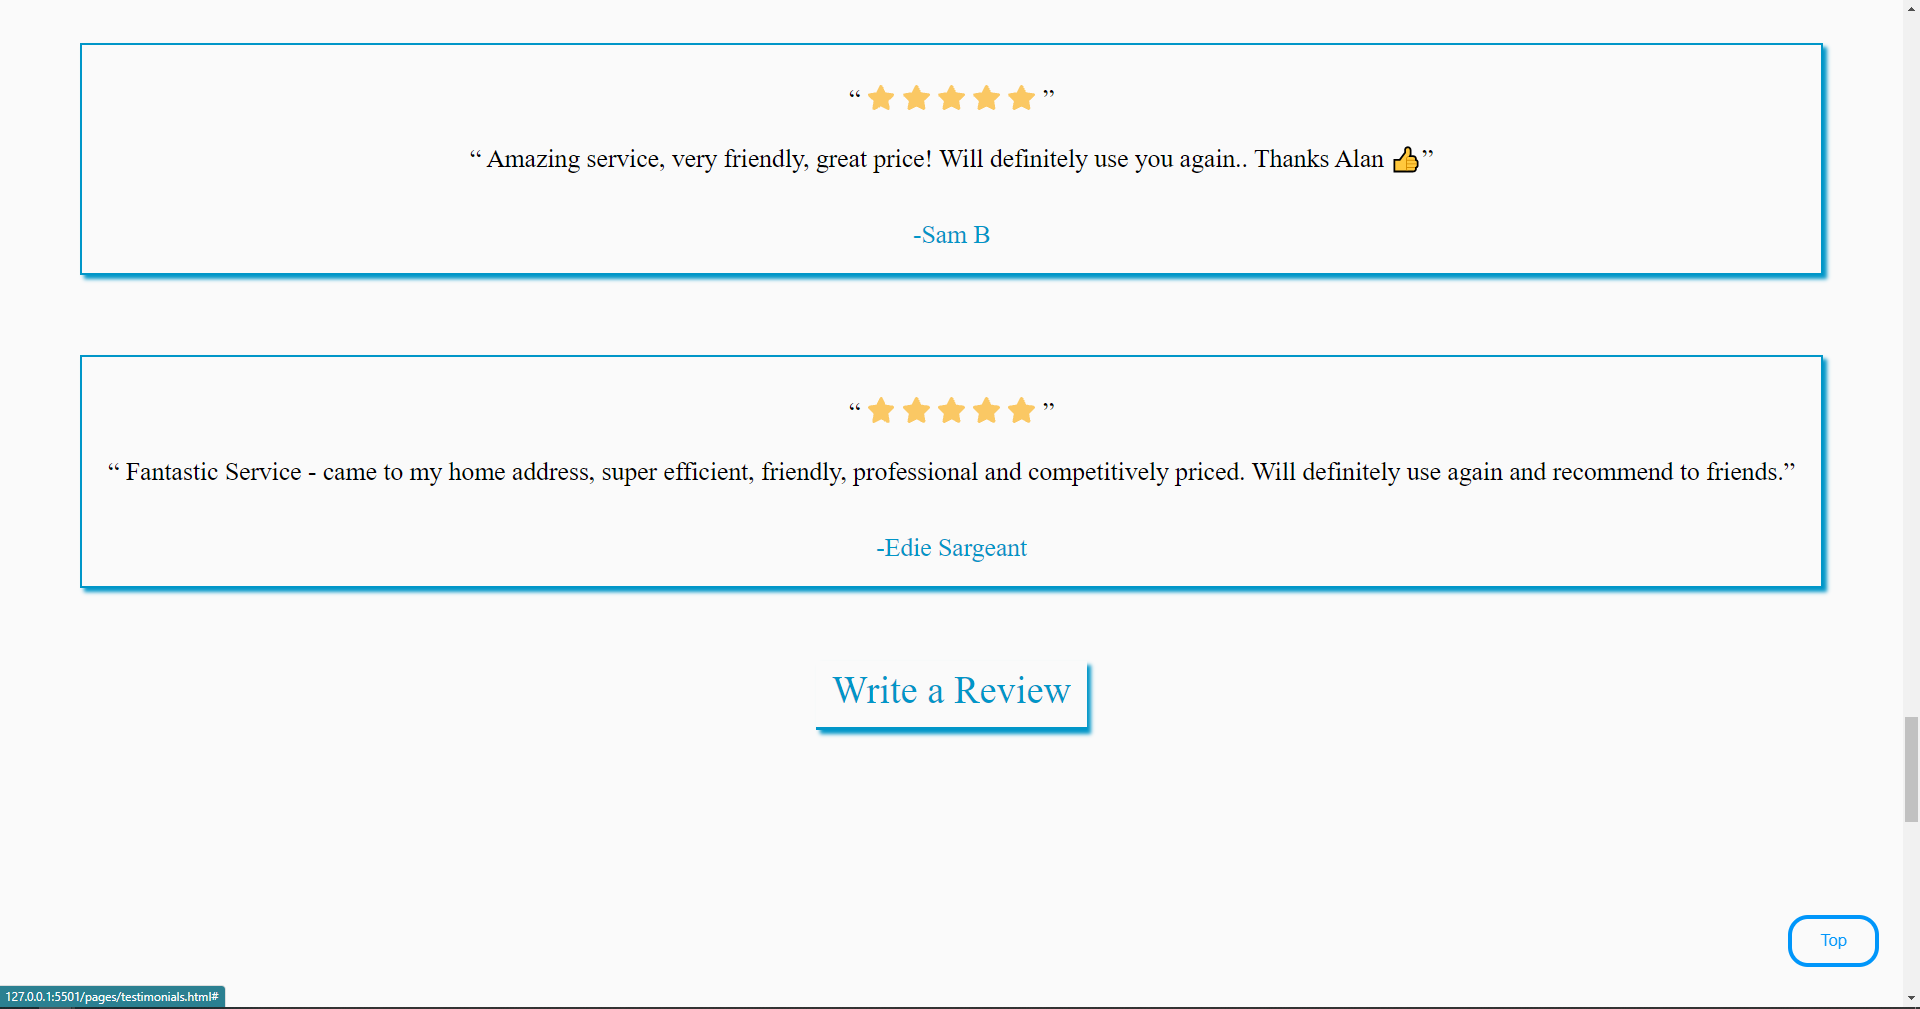 “ ⭐ ⭐ ⭐ ⭐ ⭐ ”
“ Amazing service, very friendly, great price! Will definitely use you again.. Thanks Alan 👍”
-Sam B
“ ⭐ ⭐ ⭐ ⭐ ⭐ ”
“ Fantastic Service - came to my home address, super efficient, friendly, professional and competitively priced. Will definitely use again and recommend to friends.”
-Edie Sargeant
Write a Review
Top
127.0.0.1:5501/pages/testimonials.html#